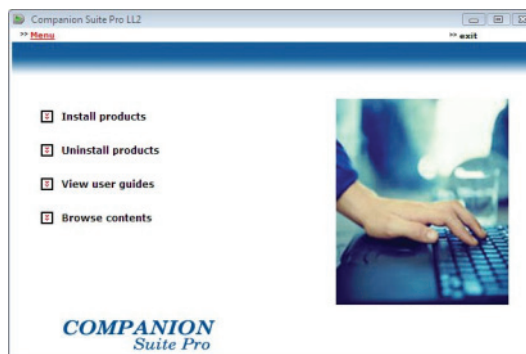 Companion Suite Pro LL2
>> Menu
>> exit
Install products
Uninstall products
View user guides
Browse contents
COMPANION
Suite Pro